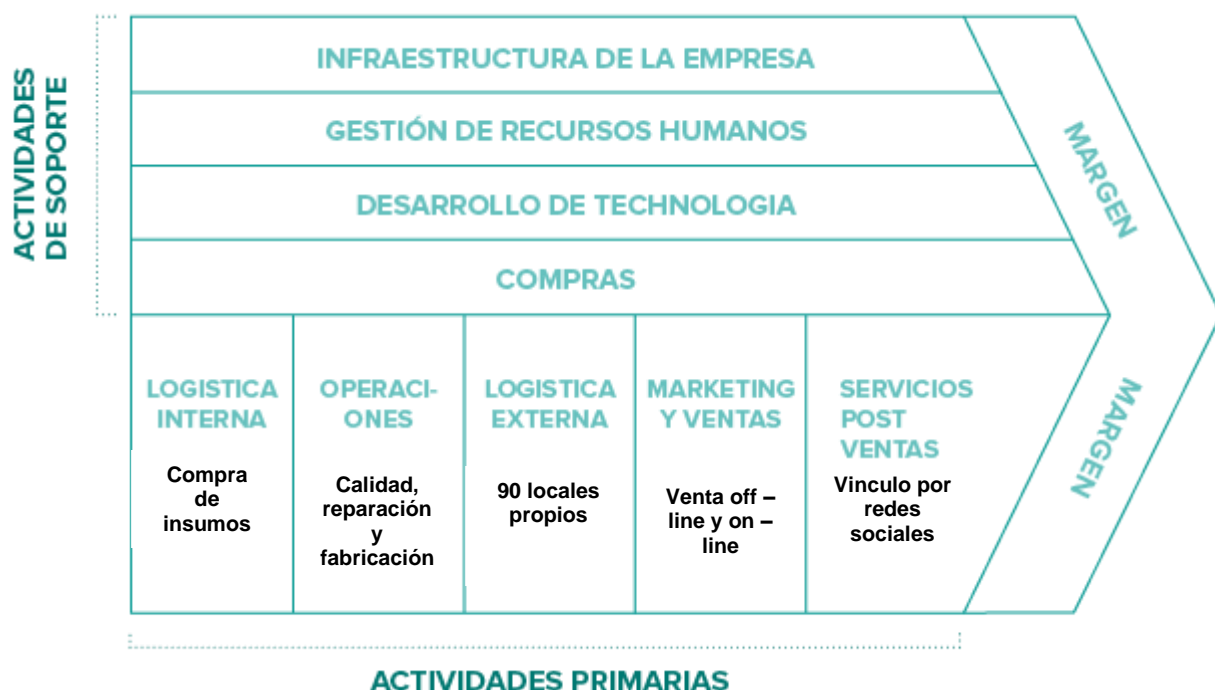 ACTIVIDADES
DE SOPORTE
INFRAESTRUCTURA DE LA EMPRESA
GESTIÓN DE RECURSOS HUMANOS
DESARROLLO DE TECHNOLOGIA
COMPRAS
MARGEN
MARGEN
LOGISTICA
INTERNA
Compra
de
insumos
OPERACI-
ONES
Calidad,
reparación
y
fabricación
LOGISTICA
EXTERNA
90 locales
propios
MARKETING
Y VENTAS
Venta off –
line y on –
line
SERVICIOS
POST
VENTAS
Vinculo por
redes
sociales
ACTIVIDADES PRIMARIAS